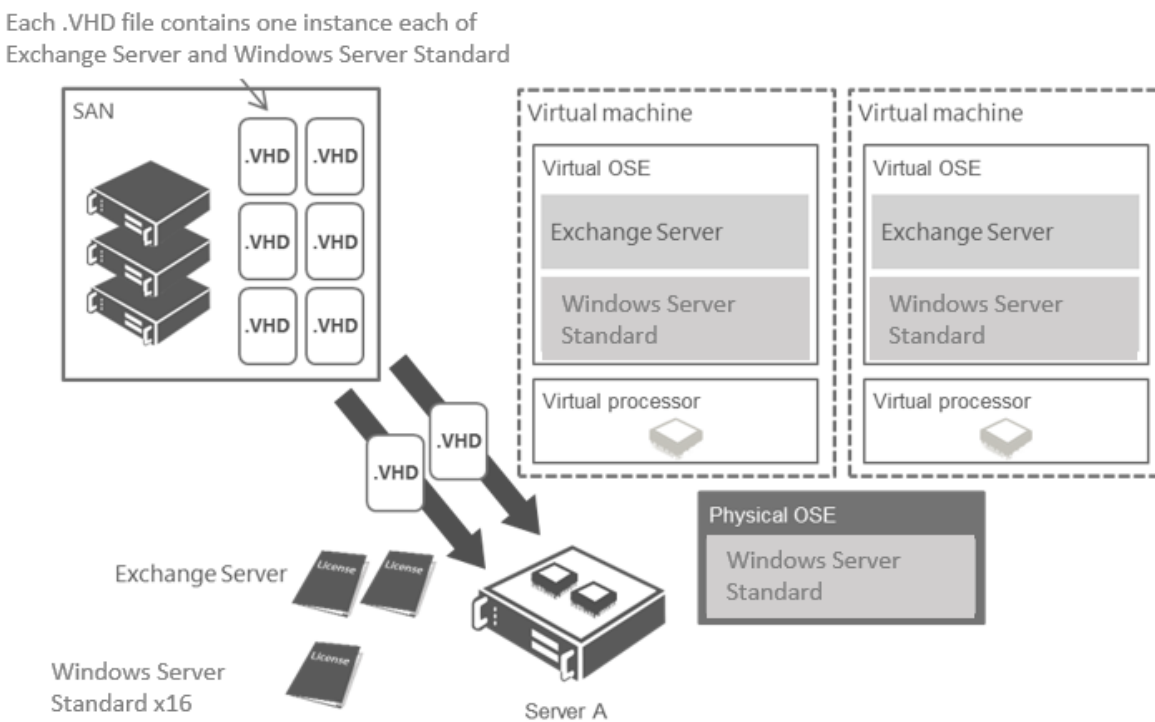 Each .VHD file contains one instance each of
Exchange Server and Windows Server Standard
SAN
.VHD .VHD
.VHD .VHD
.VHD .VHD
.VHD
.VHD
Virtual machine
Virtual OSE
Exchange Server
Windows Server
Standard
Virtual processor
Virtual machine
Virtual OSE
Exchange Server
Windows Server
Standard
Virtual processor
Physical OSE
Windows Server
Standard
Exchange Server
License License
Windows Server
Standard x16
License
Server A